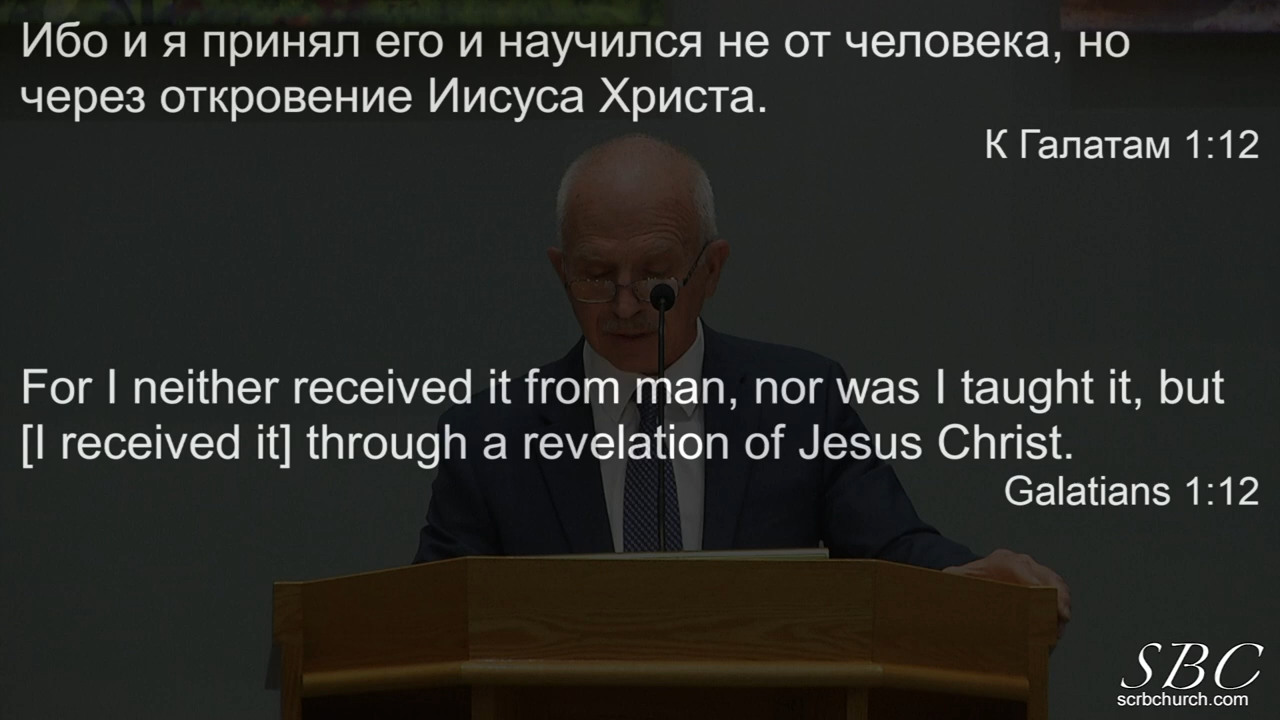 Ибо и я принял его и научился не от человека, но
через откровение Иисуса Христа.
К Галатам 1:12
For I neither received it from man, nor was I taught it, but
[I received it] through a revelation of Jesus Christ.
Galatians 1:12
SBC
scrbchurch.com